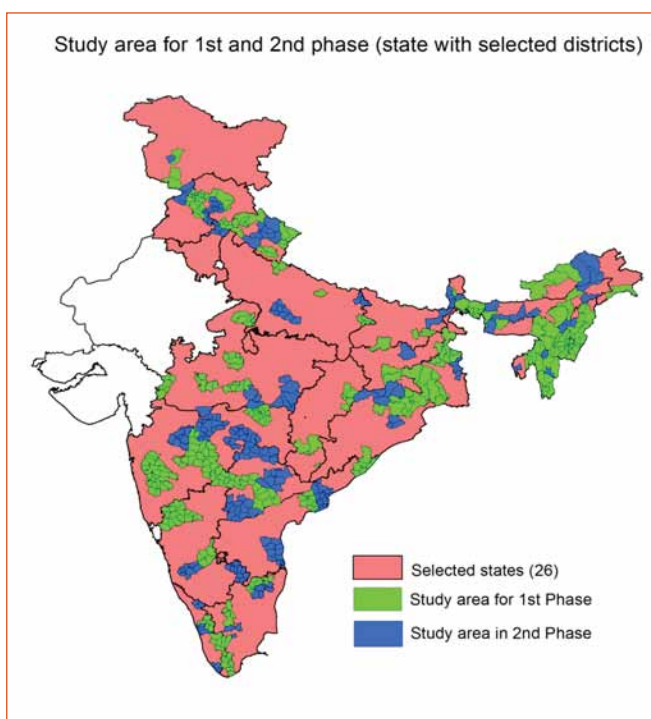 Study area for 1st and 2nd phase (state with selected districts)
Selected states (26)
Study area for 1st Phase
Study area in 2nd Phase